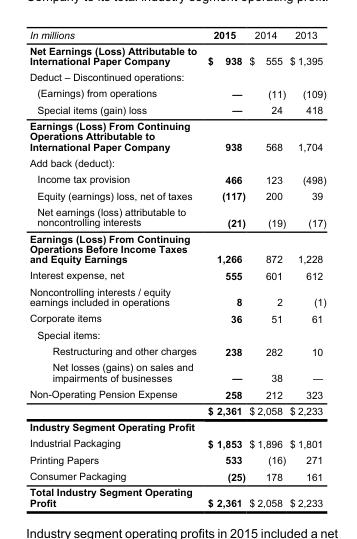 Company to its total industry segment operating profit.
In millions 2015 2014 2013
Net Earnings (Loss) Attributable to
International Paper Company $ 938 $ 555 $ 1,395
Deduct – Discontinued operations:
(Earnings) from operations — (11) (109)
Special items (gain) loss — 24 418
Earnings (Loss) From Continuing
Operations Attributable to
International Paper Company 938 568 1,704
Add back (deduct):
Income tax provision 466 123 (498)
Equity (earning) loss, net of taxes (117) 200 39
Net earnings (loss) attributable to
noncontrolling interests (21) (19) (17)
Earnings (Loss) From Continuing
Operations Before Income Taxes
and Equity Earnings 1,266 872 1,228
Interest expense, net 555 601 612
Noncontrolling interests / equity
earnings included in operations 8 2 (1)
Corporate items 36 51 61
Special items:
Restructuring and other charges 238 282 10
Net losses (gains) on sales and
impairments of businesses — 38 —
Non-Operating Pension Expense 258 212 323
$ 2,361 $ 2,058 $ 2,233
Industry Segment Operating Profit
Industrial Packaging $ 1,853 $ 1,896 $ 1,801
Printing Papers 533 (16) 271
Consumer Packaging (25) 178 161
Total Industry Segment Operating
Profit $ 2,361 $ 2,058 $ 2,233
Industry segment operating profits in 2015 included a net